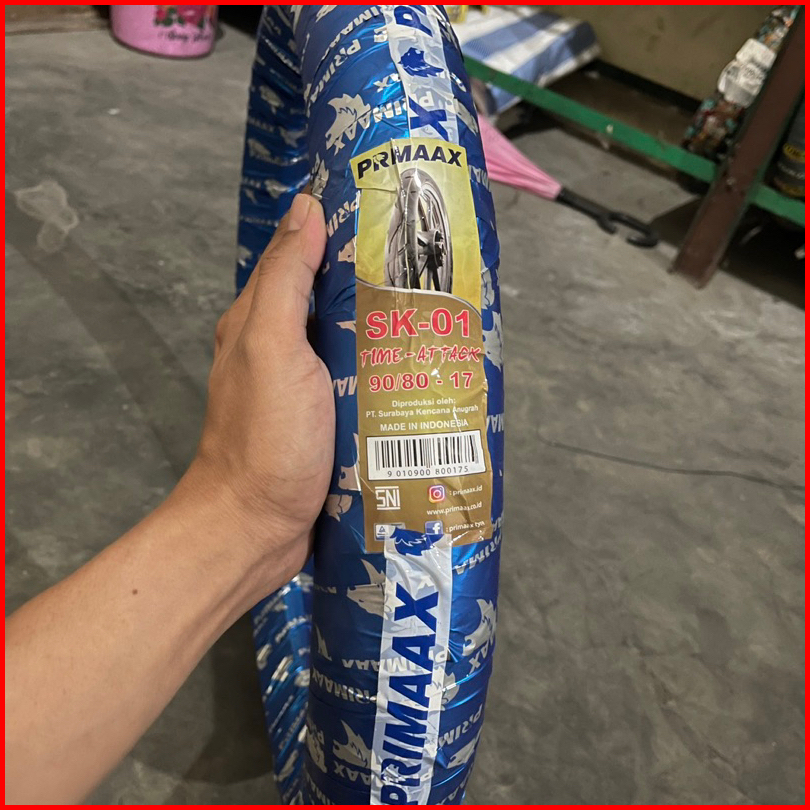 PRIMAAX
SK-01
TIME-ATTACK
90/80 - 17
Diproduksi oleh:
PT. Surabaya Kencana Anugrah
MADE IN INDONESIA
9 010900 800175
SNI
: primaax.id
www.primaax.co.id
: primaax tyre
PRIMAAX